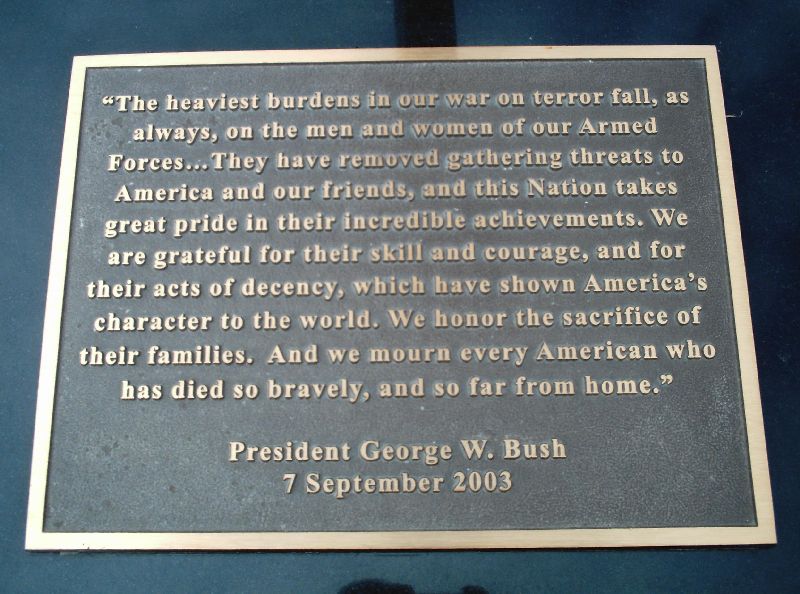 “The heaviest burdens in our war on terror fall, as
always, on the men and women of our Armed
Forces...They have removed gathering threats to
America and our friends, and this Nation takes
great pride in their incredible achievements. We
are grateful for their skill and courage, and for
their acts of decency, which have shown America’s
character to the world. We honor the sacrifice of
their families.  And we mourn every American who
has died so bravely, and so far from home.”
President George W. Bush
7 September 2003